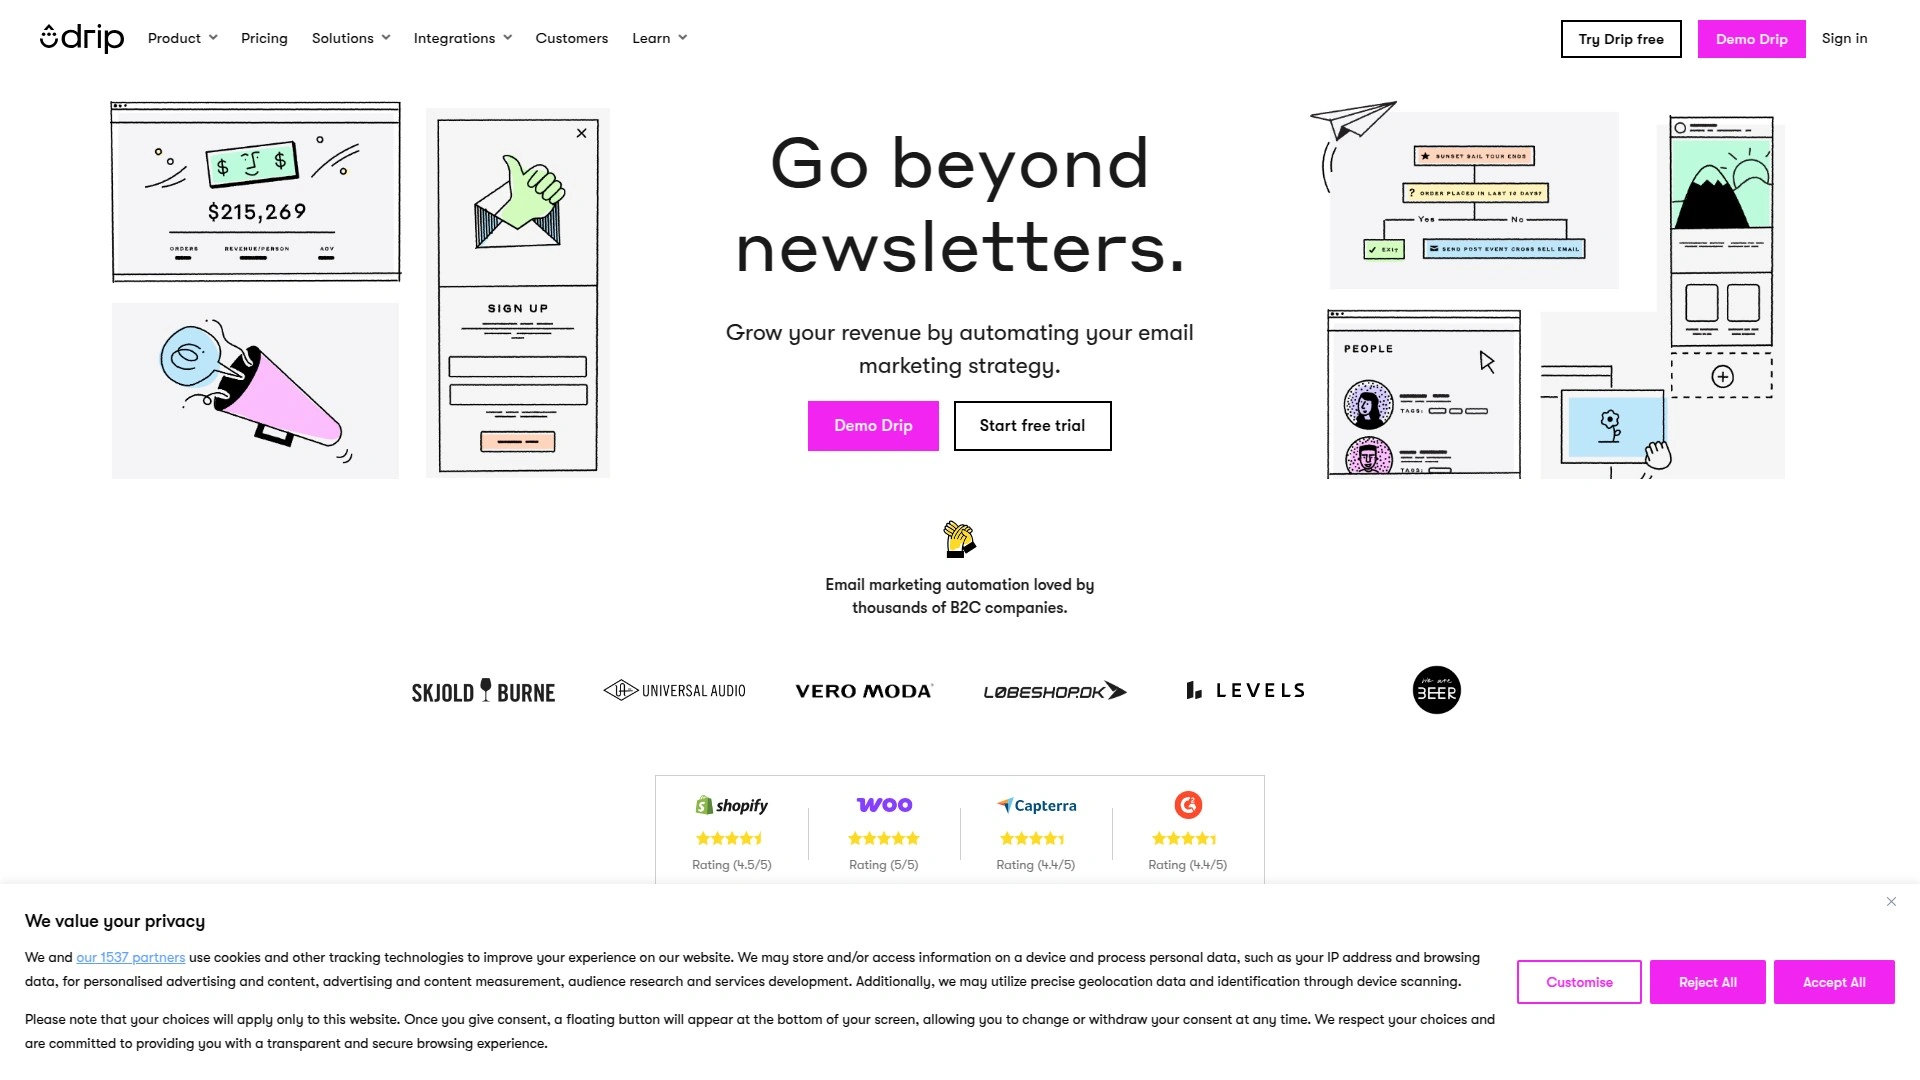 drip
Product
Pricing
Solutions
Integrations
Customers
Learn
Try Drip free
Demo Drip
Sign in
$ $
$215,269
ORDERS REVENUE/PERSON AOV
SIGN UP
Go beyond
newsletters.
Grow your revenue by automating your email
marketing strategy.
Demo Drip
Start free trial
SUNSET SAIL TOUR ENDS
? ORDER PLACED IN LAST 10 DAYS?
Yes No
EXIT
SEND POST EVENT CROSS SELL EMAIL
PEOPLE
TAGS:
TAGS:
Email marketing automation loved by
thousands of B2C companies.
SKJOLD BURNE
UA UNIVERSAL AUDIO
VERO MODA
LØBESHOP.DK
LEVELS
we are
BEER
shopify
Rating (4.5/5)
WOO
Rating (5/5)
Capterra
Rating (4.4/5)
G2
Rating (4.4/5)
We value your privacy
We and our 1537 partners use cookies and other tracking technologies to improve your experience on our website. We may store and/or access information on a device and process personal data, such as your IP address and browsing
data, for personalised advertising and content, advertising and content measurement, audience research and services development. Additionally, we may utilize precise geolocation data and identification through device scanning.
Please note that your choices will apply only to this website. Once you give consent, a floating button will appear at the bottom of your screen, allowing you to change or withdraw your consent at any time. We respect your choices and
are committed to providing you with a transparent and secure browsing experience.
Customise
Reject All
Accept All